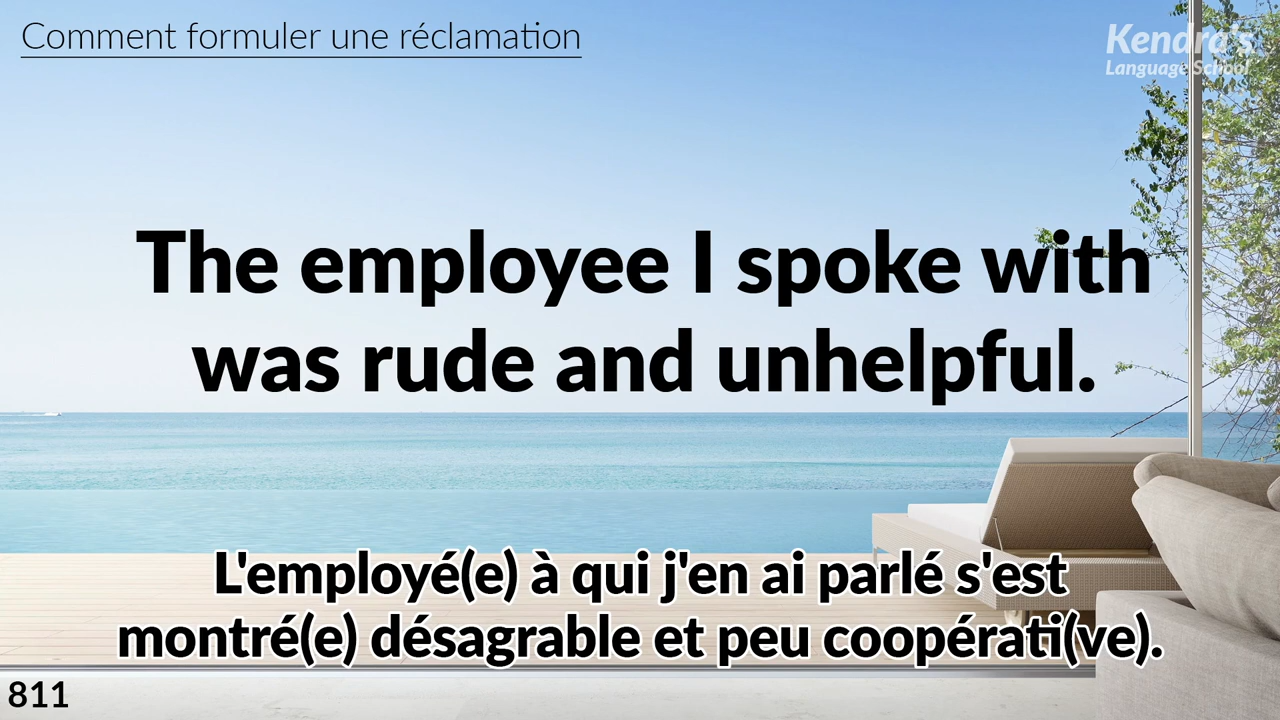 Comment formuler une réclamation
Kendra's
Language School
The employee I spoke with
was rude and unhelpful.
L'employé(e) à qui j'en ai parlé s'est
montré(e) désagrable et peu coopérati(ve).
811